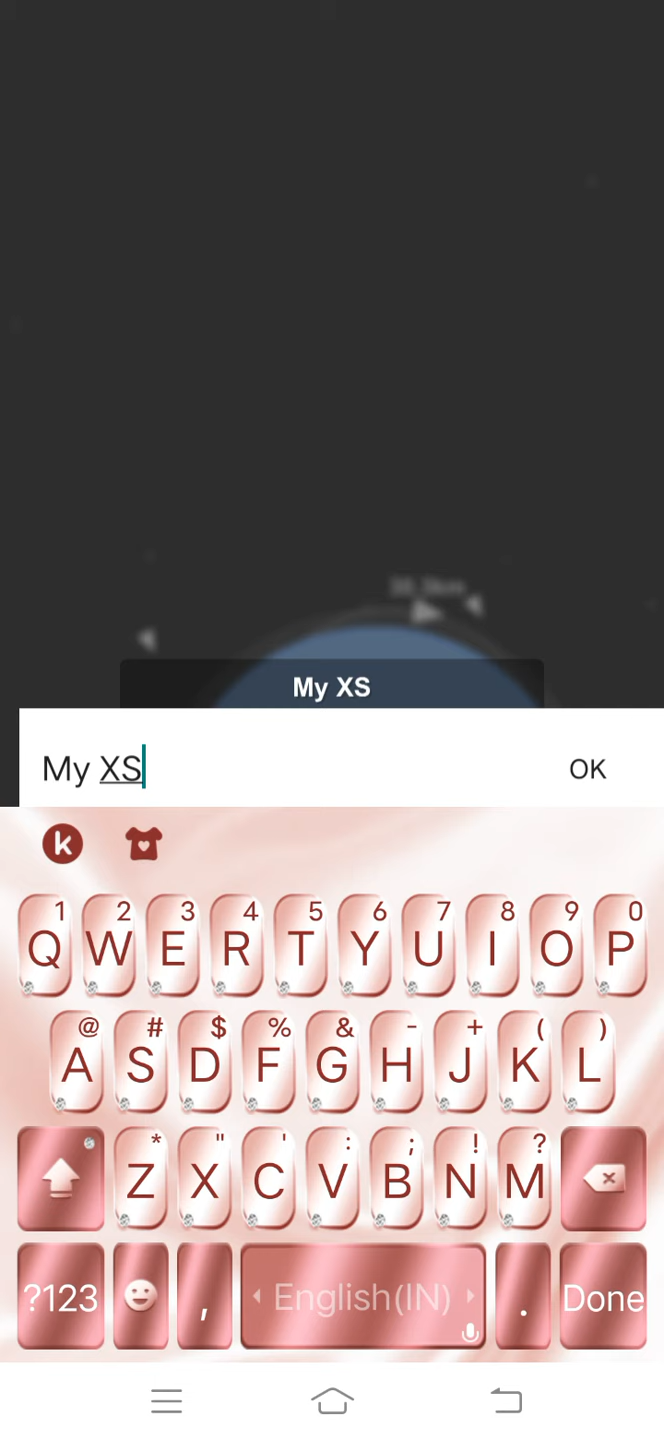 My XS
My XS
OK
k
1 2 3 4 5 6 7 8 9 0
Q W E R T Y U I O P
@ # $ % & - + ( )
A S D F G H J K L
* " ' : ; ! ?
Z X C V B N M
?123 , English(IN) . Done